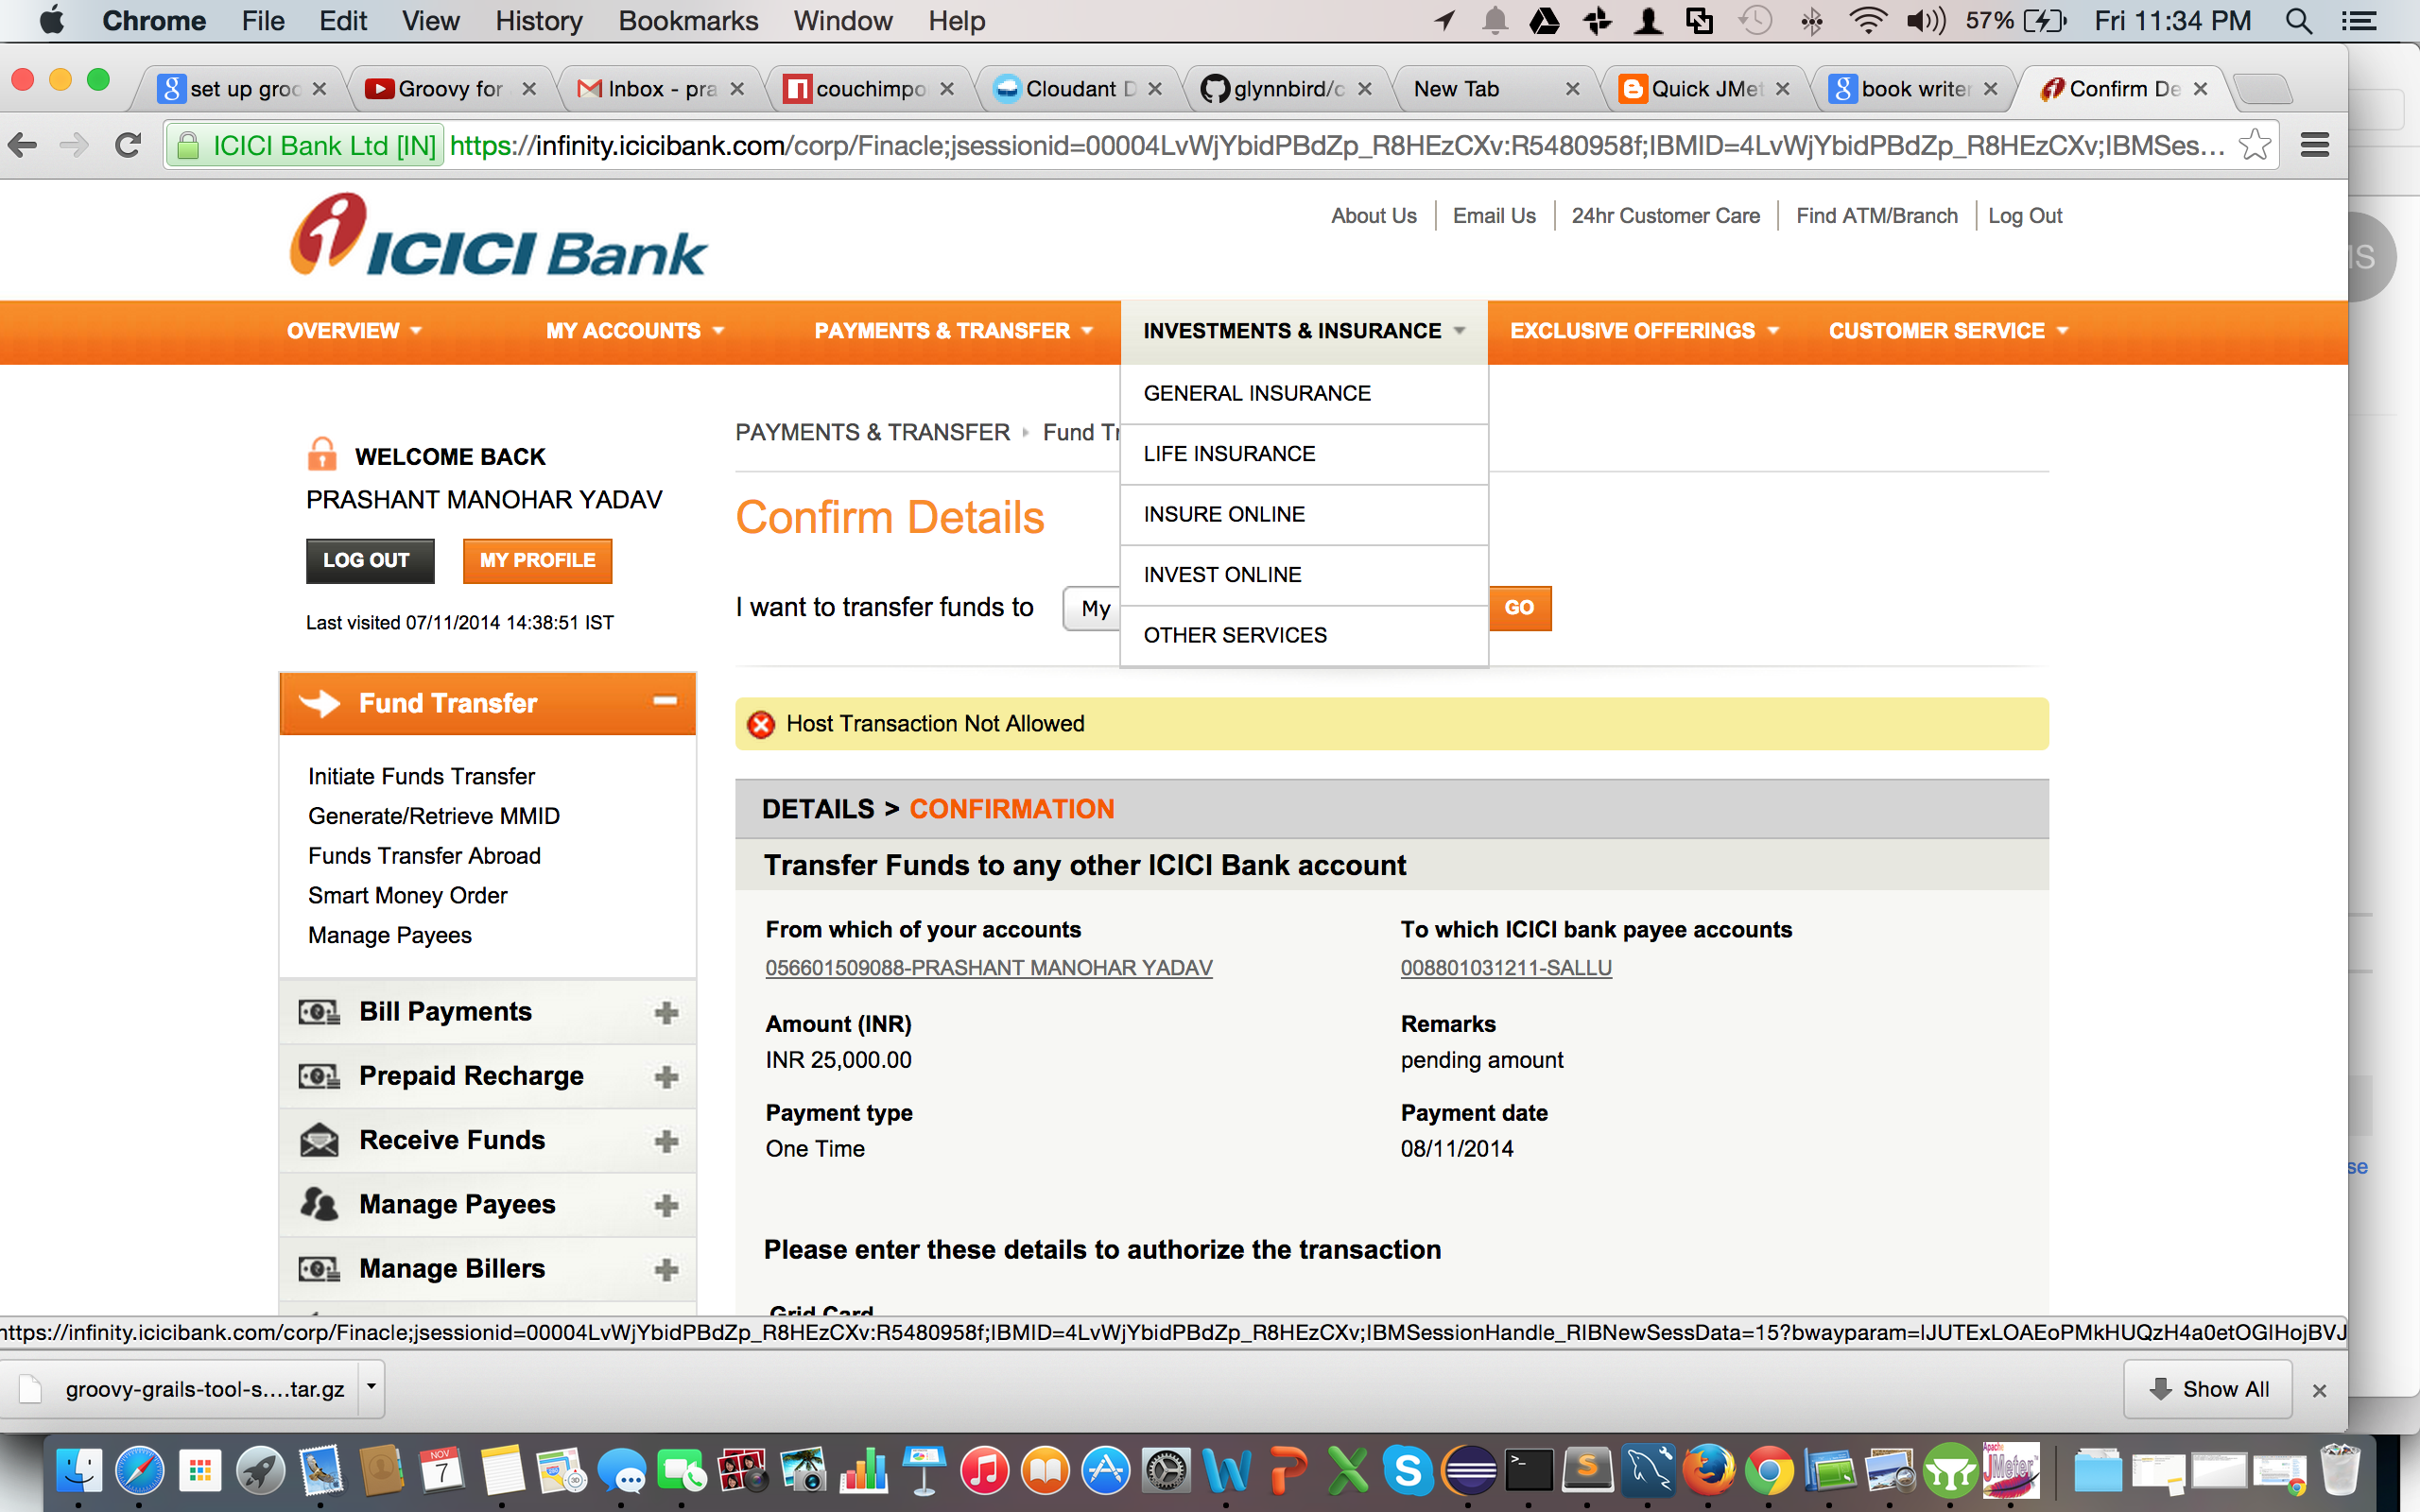 Chrome File Edit View History Bookmarks Window Help 57% Fri 11:34 PM
set up groo Groovy for Inbox - pra couchimpo Cloudant D glynnbird/c New Tab Quick JMet book writer Confirm De
ICICI Bank Ltd [IN] https://infinity.icicibank.com/corp/Finacle;jsessionid=00004LvWjYbidPBdZp_R8HEzCXv:R5480958f;IBMID=4LvWjYbidPBdZp_R8HEzCXv;IBMSes...
ICICI Bank
About Us Email Us 24hr Customer Care Find ATM/Branch Log Out
OVERVIEW MY ACCOUNTS PAYMENTS & TRANSFER INVESTMENTS & INSURANCE EXCLUSIVE OFFERINGS CUSTOMER SERVICE
GENERAL INSURANCE
LIFE INSURANCE
INSURE ONLINE
INVEST ONLINE
OTHER SERVICES
WELCOME BACK
PRASHANT MANOHAR YADAV
LOG OUT MY PROFILE
Last visited 07/11/2014 14:38:51 IST
Fund Transfer
Initiate Funds Transfer
Generate/Retrieve MMID
Funds Transfer Abroad
Smart Money Order
Manage Payees
Bill Payments
Prepaid Recharge
Receive Funds
Manage Payees
Manage Billers
PAYMENTS & TRANSFER Fund Tr
Confirm Details
I want to transfer funds to My GO
Host Transaction Not Allowed
DETAILS > CONFIRMATION
Transfer Funds to any other ICICI Bank account
From which of your accounts To which ICICI bank payee accounts
056601509088-PRASHANT MANOHAR YADAV 008801031211-SALLU
Amount (INR) Remarks
INR 25,000.00 pending amount
Payment type Payment date
One Time 08/11/2014
Please enter these details to authorize the transaction
Grid Card
https://infinity.icicibank.com/corp/Finacle;jsessionid=00004LvWjYbidPBdZp_R8HEzCXv:R5480958f;IBMID=4LvWjYbidPBdZp_R8HEzCXv;IBMSessionHandle_RIBNewSessData=15?bwayparam=lJUTExLOAEoPMkHUQzH4a0etOGIHojBVJ
groovy-grails-tool-s....tar.gz Show All
NOV
7
Apache
JMeter